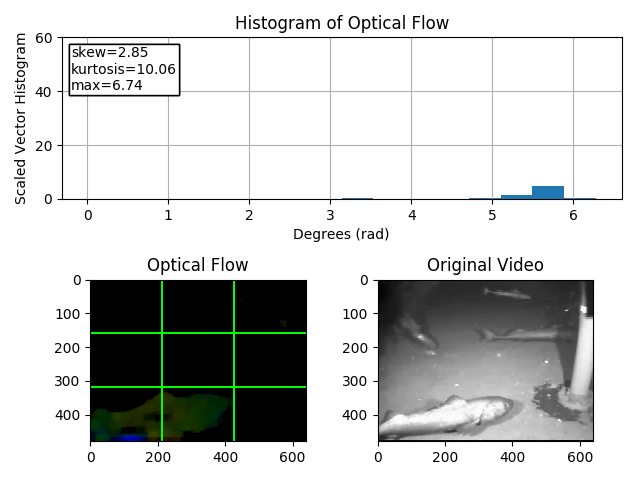 Histogram of Optical Flow
Scaled Vector Histogram
60
40
20
0
skew=2.85
kurtosis=10.06
max=6.74
0 1 2 3 4 5 6
Degrees (rad)
Optical Flow
0
100
200
300
400
0 200 400 600
Original Video
0
100
200
300
400
0 200 400 600